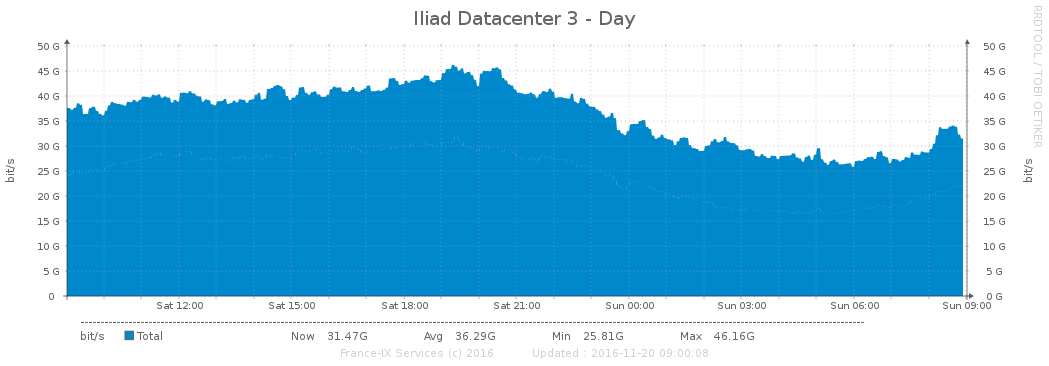 Iliad Datacenter 3 - Day
RRDTOOL / TOBI OETIKER
50 G 50 G
45 G 45 G
40 G 40 G
35 G 35 G
30 G 30 G
25 G 25 G
20 G 20 G
15 G 15 G
10 G 10 G
5 G 5 G
0 0 G
bit/s bit/s
Sat 12:00 Sat 15:00 Sat 18:00 Sat 21:00 Sun 00:00 Sun 03:00 Sun 06:00 Sun 09:00
bit/s Total Now 31.47G Avg 36.29G Min 25.81G Max 46.16G
France-IX Services (c) 2016 Updated : 2016-11-20 09:00:08